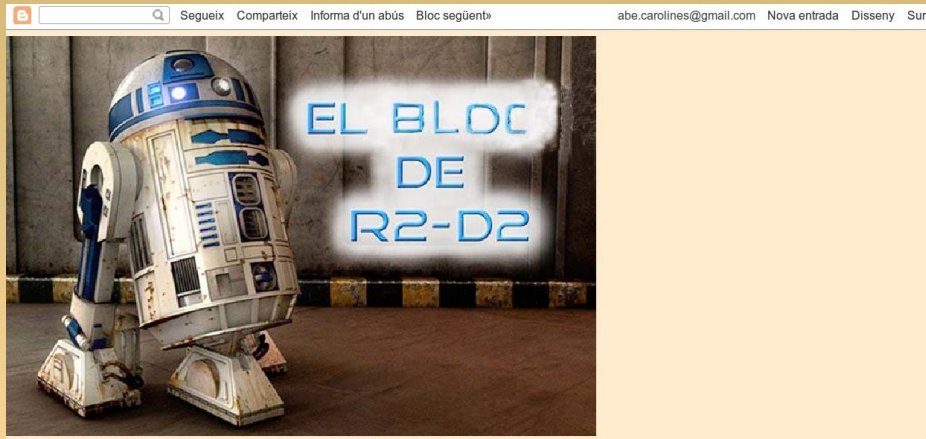 Segueix Comparteix Informa d'un abús Bloc següent» abe.carolines@gmail.com Nova entrada Disseny Sur
EL BLOC
DE
R2-D2